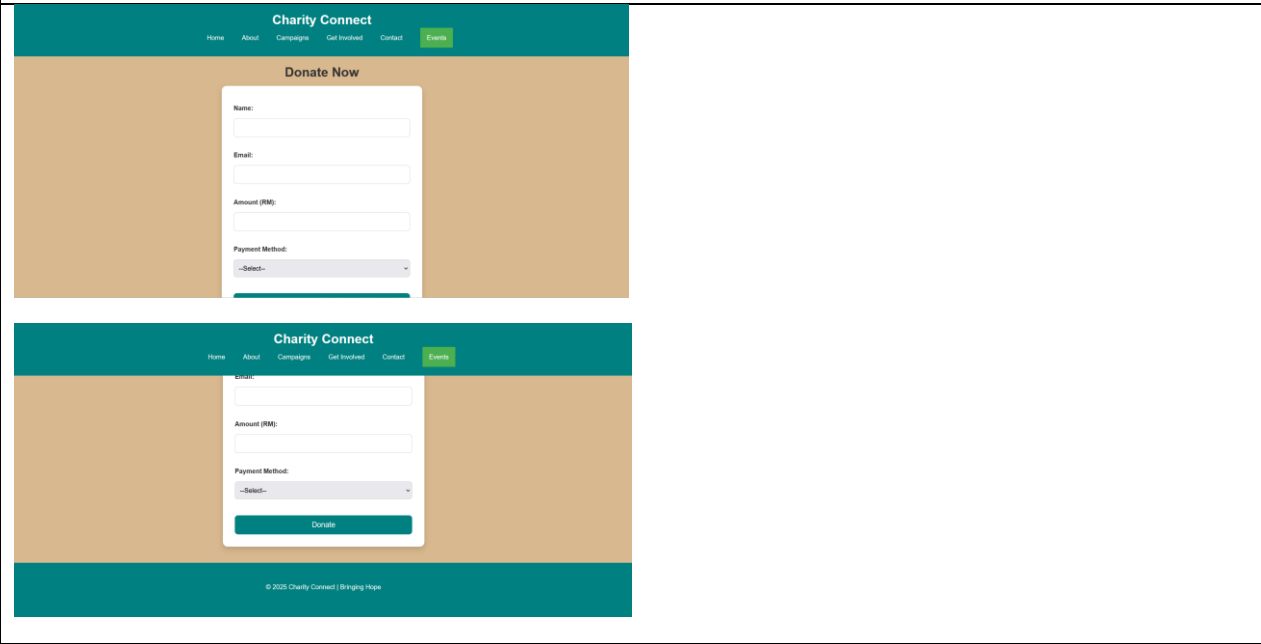 Charity Connect
Home About Campaigns Get Involved Contact Events
Donate Now
Name:
Email:
Amount (RM):
Payment Method:
--Select--
Charity Connect
Home About Campaigns Get Involved Contact Events
Email:
Amount (RM):
Payment Method:
--Select--
Donate
© 2025 Charity Connect | Bringing Hope